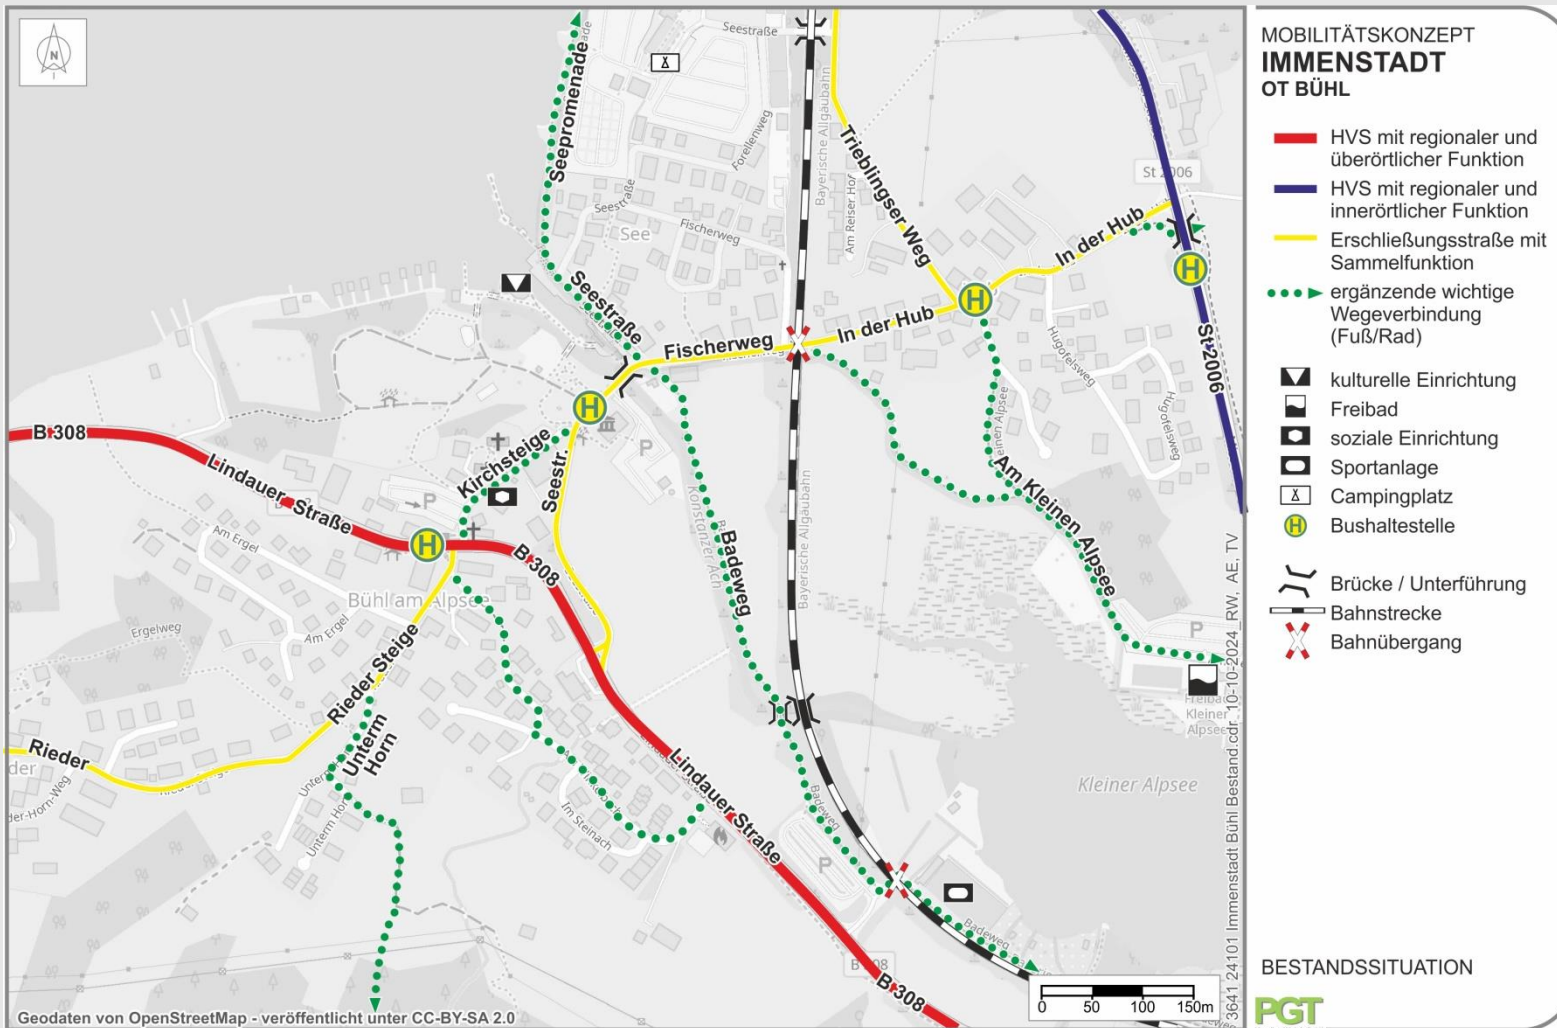 N
Seestraße
Seepromenade
Forellenweg
Bayerische Allgäubahn
Trieblingser Weg
Am Reiser Hof
St 2006
Seestraße
See
Fischerweg
In der Hub
Seestraße
Fischerweg
In der Hub
H
H
St 2006
Hugofelsweg
Hugofelsweg
H
P
B 308
Lindauer Straße
Kirchsteige
Seestr.
P
H
B 308
Konstanzer Ach
Badeweg
Bayerische Allgäubahn
Am Kleinen Alpsee
P
Am Ergel
Bühl am Alpsee
Ergelweg
Am Ergel
Rieder Steige
Unterm
Horn
Rieder
Unterm Horn
Im Steinach
Lindauer Straße
Badeweg
P
Kleiner Alpsee
Freibad
Kleiner
Alpsee
Badeweg
B 308
B 308
0 50 100 150m
Geodaten von OpenStreetMap - veröffentlicht unter CC-BY-SA 2.0
3641 24101 Immenstadt Bühl Bestand.cdr_10-10-2024_RW, AE, TV
MOBILITÄTSKONZEPT
IMMENSTADT
OT BÜHL
HVS mit regionaler und
überörtlicher Funktion
HVS mit regionaler und
innerörtlicher Funktion
Erschließungsstraße mit
Sammelfunktion
ergänzende wichtige
Wegeverbindung
(Fuß/Rad)
kulturelle Einrichtung
Freibad
soziale Einrichtung
Sportanlage
Campingplatz
H Bushaltestelle
Brücke / Unterführung
Bahnstrecke
Bahnübergang
BESTANDSSITUATION
PGT